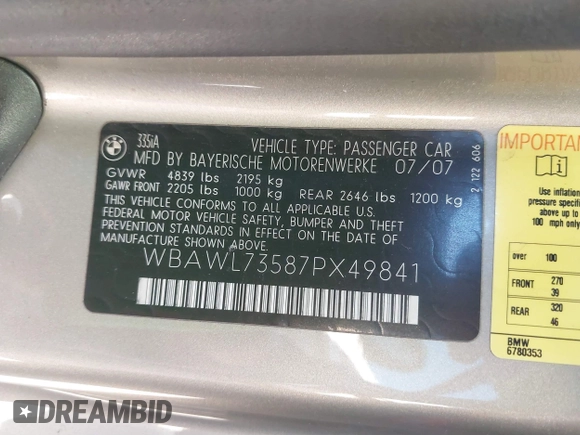 335iA
VEHICLE TYPE: PASSENGER CAR
MFD BY BAYERISCHE MOTORENWERKE 07/07
GVWR 4839 lbs 2195 kg
GAWR FRONT 2205 lbs 1000 kg REAR 2646 lbs 1200 kg
THIS VEHICLE CONFORMS TO ALL APPLICABLE U.S.
FEDERAL MOTOR VEHICLE SAFETY, BUMPER AND THEFT
PREVENTION STANDARDS IN EFFECT ON THE DATE OF
MANUFACTURE SHOWN ABOVE.
WBAWL73587PX49841
2 122 606
IMPORTAN
Use inflation
pressure specified
above up to
100 mph only
over 100
FRONT 270
39
REAR 320
46
BMW
6780353
DREAMBID